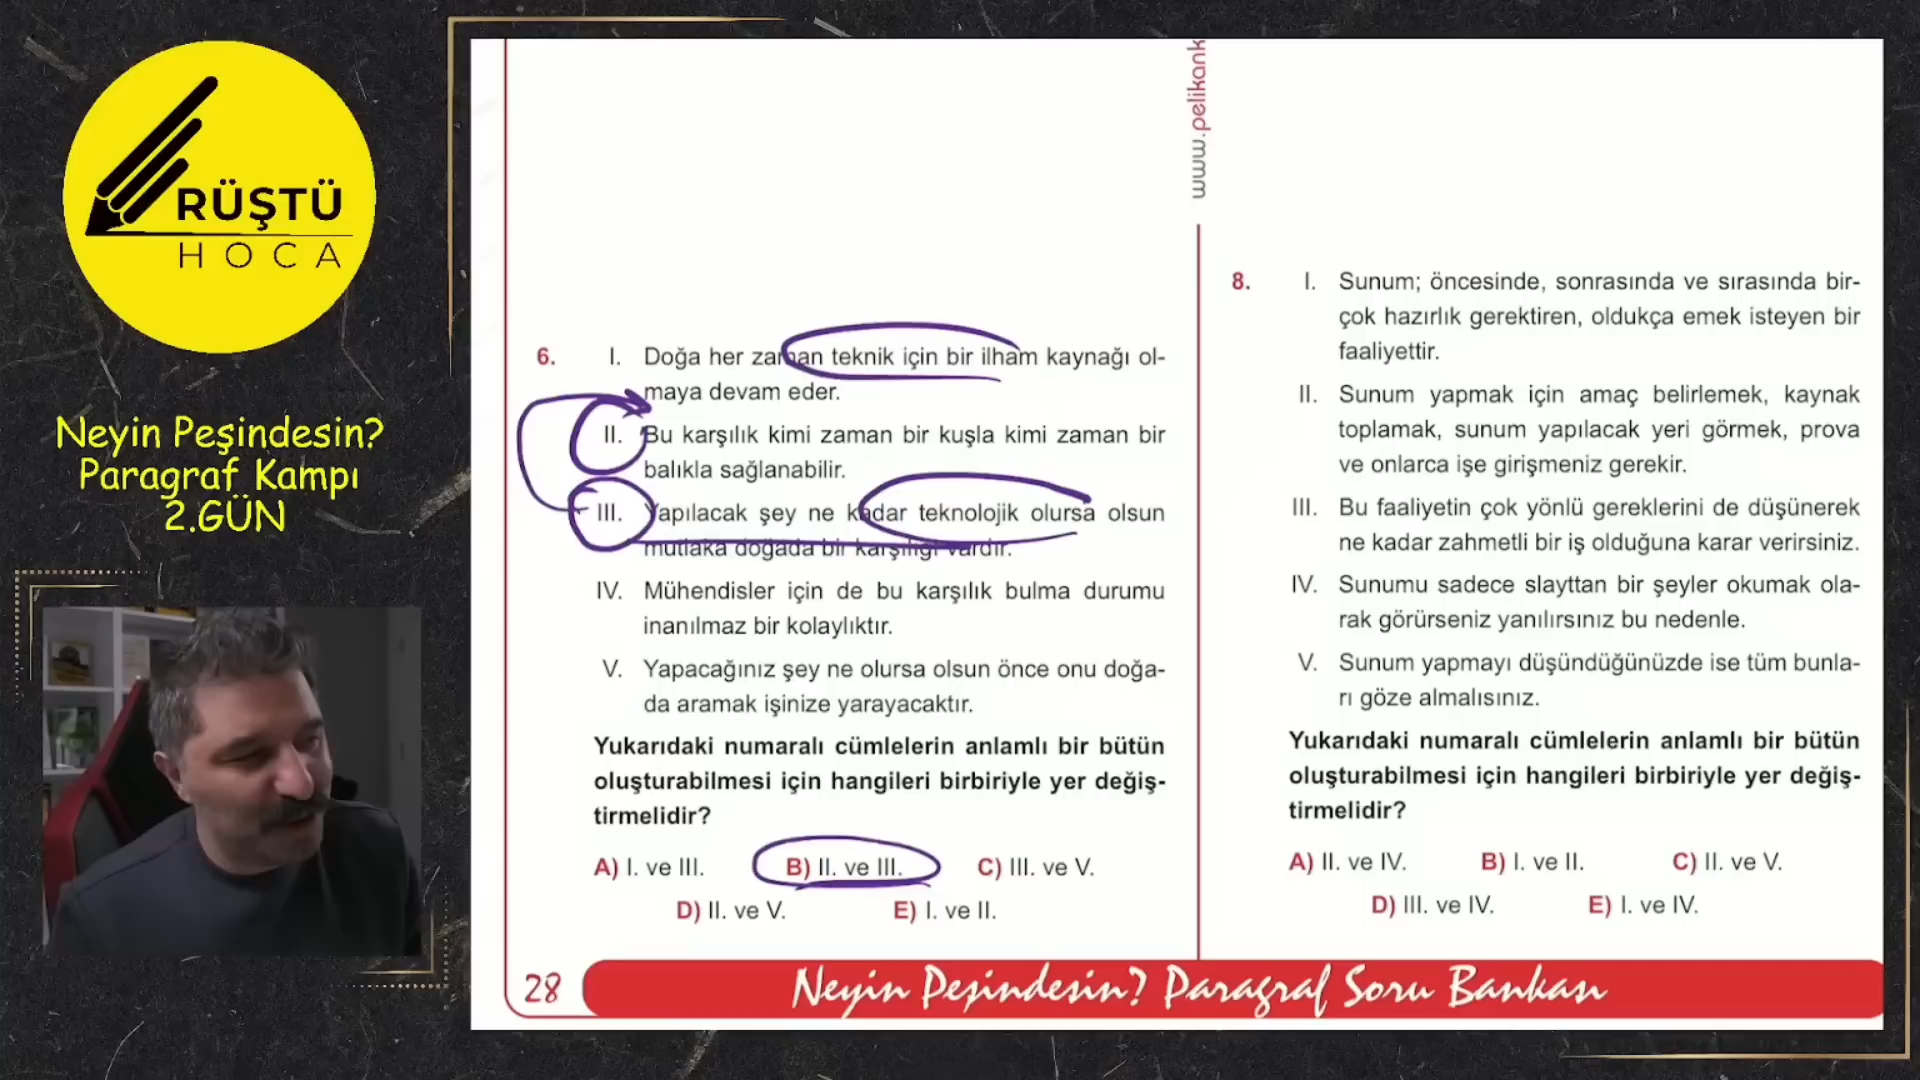 RÜŞTÜ
HOCA
Neyin Peşindesin?
Paragraf Kampı
2.GÜN
www.pelikank
6.
I. Doğa her zaman teknik için bir ilham kaynağı ol-
maya devam eder.
II. Bu karşılık kimi zaman bir kuşla kimi zaman bir
balıkla sağlanabilir.
III. Yapılacak şey ne kadar teknolojik olursa olsun
mutlaka doğada bir karşılığı vardır.
IV. Mühendisler için de bu karşılık bulma durumu
inanılmaz bir kolaylıktır.
V. Yapacağınız şey ne olursa olsun önce onu doğa-
da aramak işinize yarayacaktır.
Yukarıdaki numaralı cümlelerin anlamlı bir bütün
oluşturabilmesi için hangileri birbiriyle yer değiş-
tirmelidir?
A) I. ve III. B) II. ve III. C) III. ve V.
D) II. ve V. E) I. ve II.
8.
I. Sunum; öncesinde, sonrasında ve sırasında bir-
çok hazırlık gerektiren, oldukça emek isteyen bir
faaliyettir.
II. Sunum yapmak için amaç belirlemek, kaynak
toplamak, sunum yapılacak yeri görmek, prova
ve onlarca işe girişmeniz gerekir.
III. Bu faaliyetin çok yönlü gereklerini de düşünerek
ne kadar zahmetli bir iş olduğuna karar verirsiniz.
IV. Sunumu sadece slayttan bir şeyler okumak ola-
rak görürseniz yanılırsınız bu nedenle.
V. Sunum yapmayı düşündüğünüzde ise tüm bunla-
rı göze almalısınız.
Yukarıdaki numaralı cümlelerin anlamlı bir bütün
oluşturabilmesi için hangileri birbiriyle yer değiş-
tirmelidir?
A) II. ve IV. B) I. ve II. C) II. ve V.
D) III. ve IV. E) I. ve IV.
28
Neyin Peşindesin? Paragraf Soru Bankası